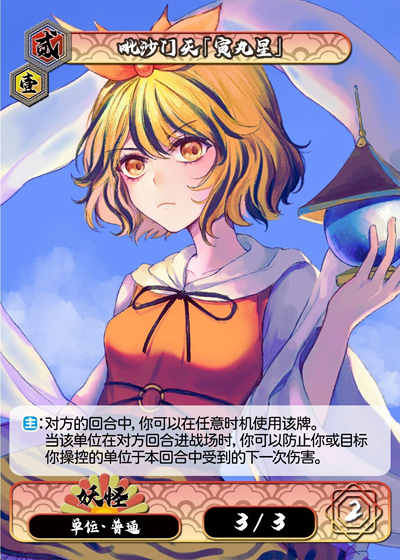 贰
毗沙门天「寅丸星」
壹
主:对方的回合中,你可以在任意时机使用该牌。
当该单位在对方回合进战场时,你可以防止你或目标
你操控的单位于本回合中受到的下一次伤害。
妖怪
单位·普通
3/3
2